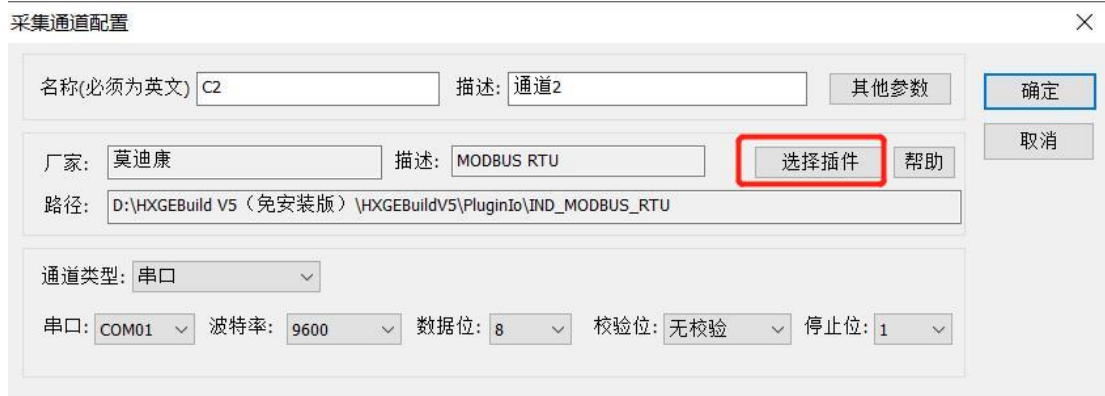 采集通道配置
名称(必须为英文) C2 描述: 通道2 其他参数 确定
厂家: 莫迪康 描述: MODBUS RTU 选择插件 帮助 取消
路径: D:\HXGEBuild V5（免安装版）\HXGEBuildV5\PluginIo\IND_MODBUS_RTU
通道类型: 串口
串口: COM01 波特率: 9600 数据位: 8 校验位: 无校验 停止位: 1